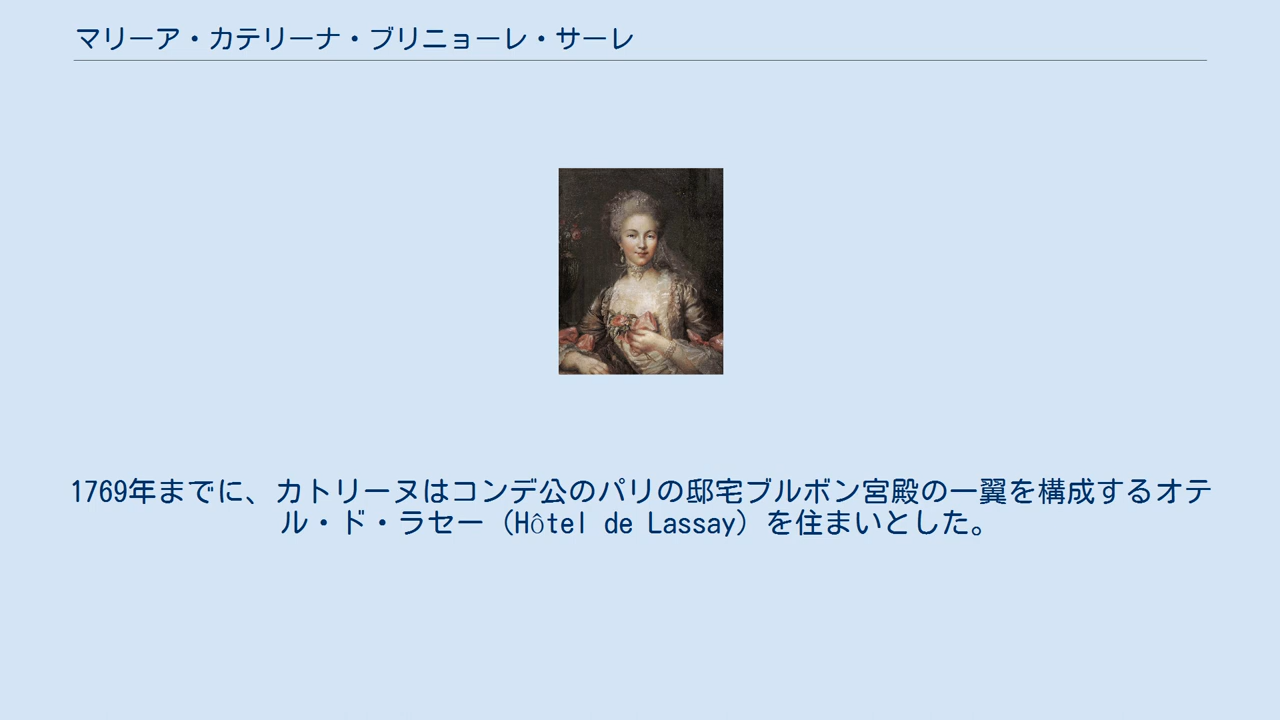 マリーア・カテリーナ・ブリニョーレ・サーレ
1769年までに、カトリーヌはコンデ公のパリの邸宅ブルボン宮殿の一翼を構成するオテ
ル・ド・ラセー（Hôtel de Lassay）を住まいとした。